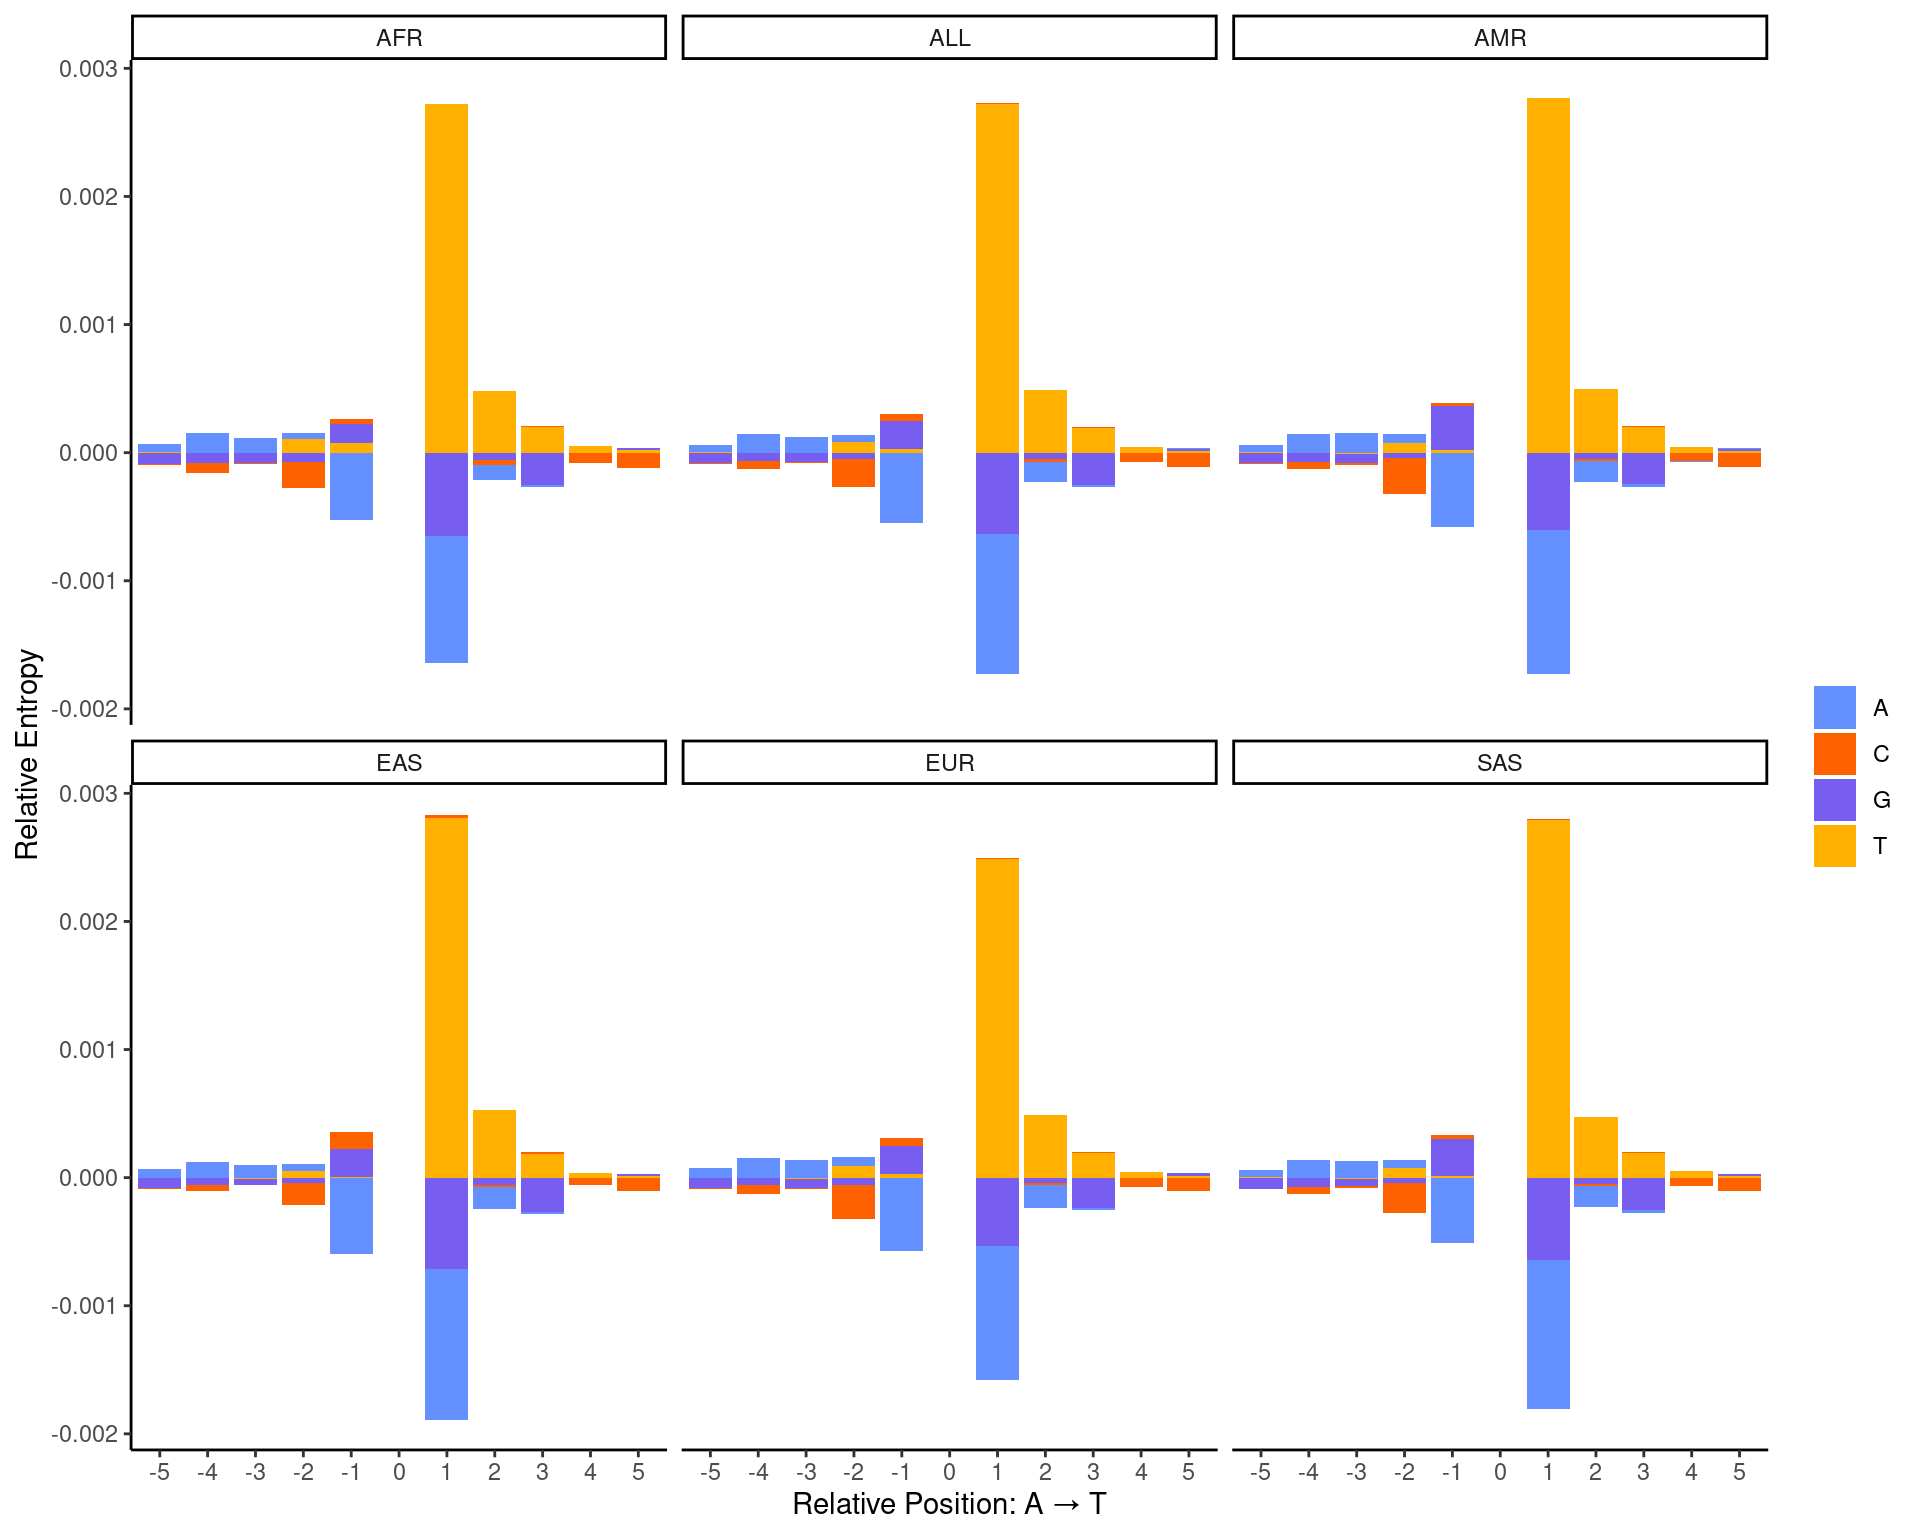 AFR ALL AMR
0.003
0.002
0.001
0.000
-0.001
-0.002
Relative Entropy
EAS EUR SAS
0.003
0.002
0.001
0.000
-0.001
-0.002
-5 -4 -3 -2 -1 0 1 2 3 4 5 -5 -4 -3 -2 -1 0 1 2 3 4 5 -5 -4 -3 -2 -1 0 1 2 3 4 5
Relative Position: A → T
A
C
G
T